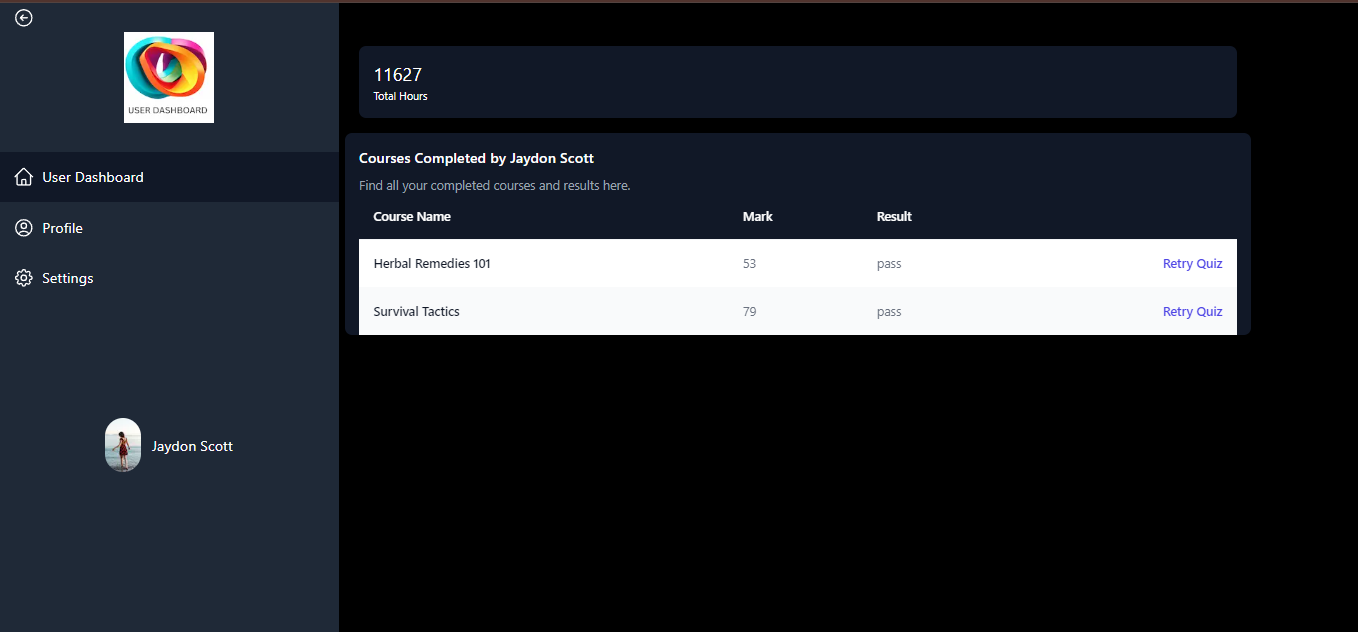 USER DASHBOARD
User Dashboard
Profile
Settings
Jaydon Scott
11627
Total Hours
Courses Completed by Jaydon Scott
Find all your completed courses and results here.
Course Name Mark Result
Herbal Remedies 101 53 pass Retry Quiz
Survival Tactics 79 pass Retry Quiz